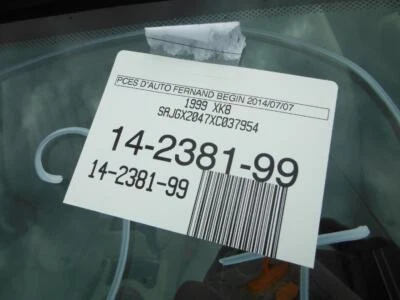 PCES D'AUTO FERNAND BEGIN 2014/07/07
1999 XK8
SAJGX2047XC037954
14-2381-99
14-2381-99